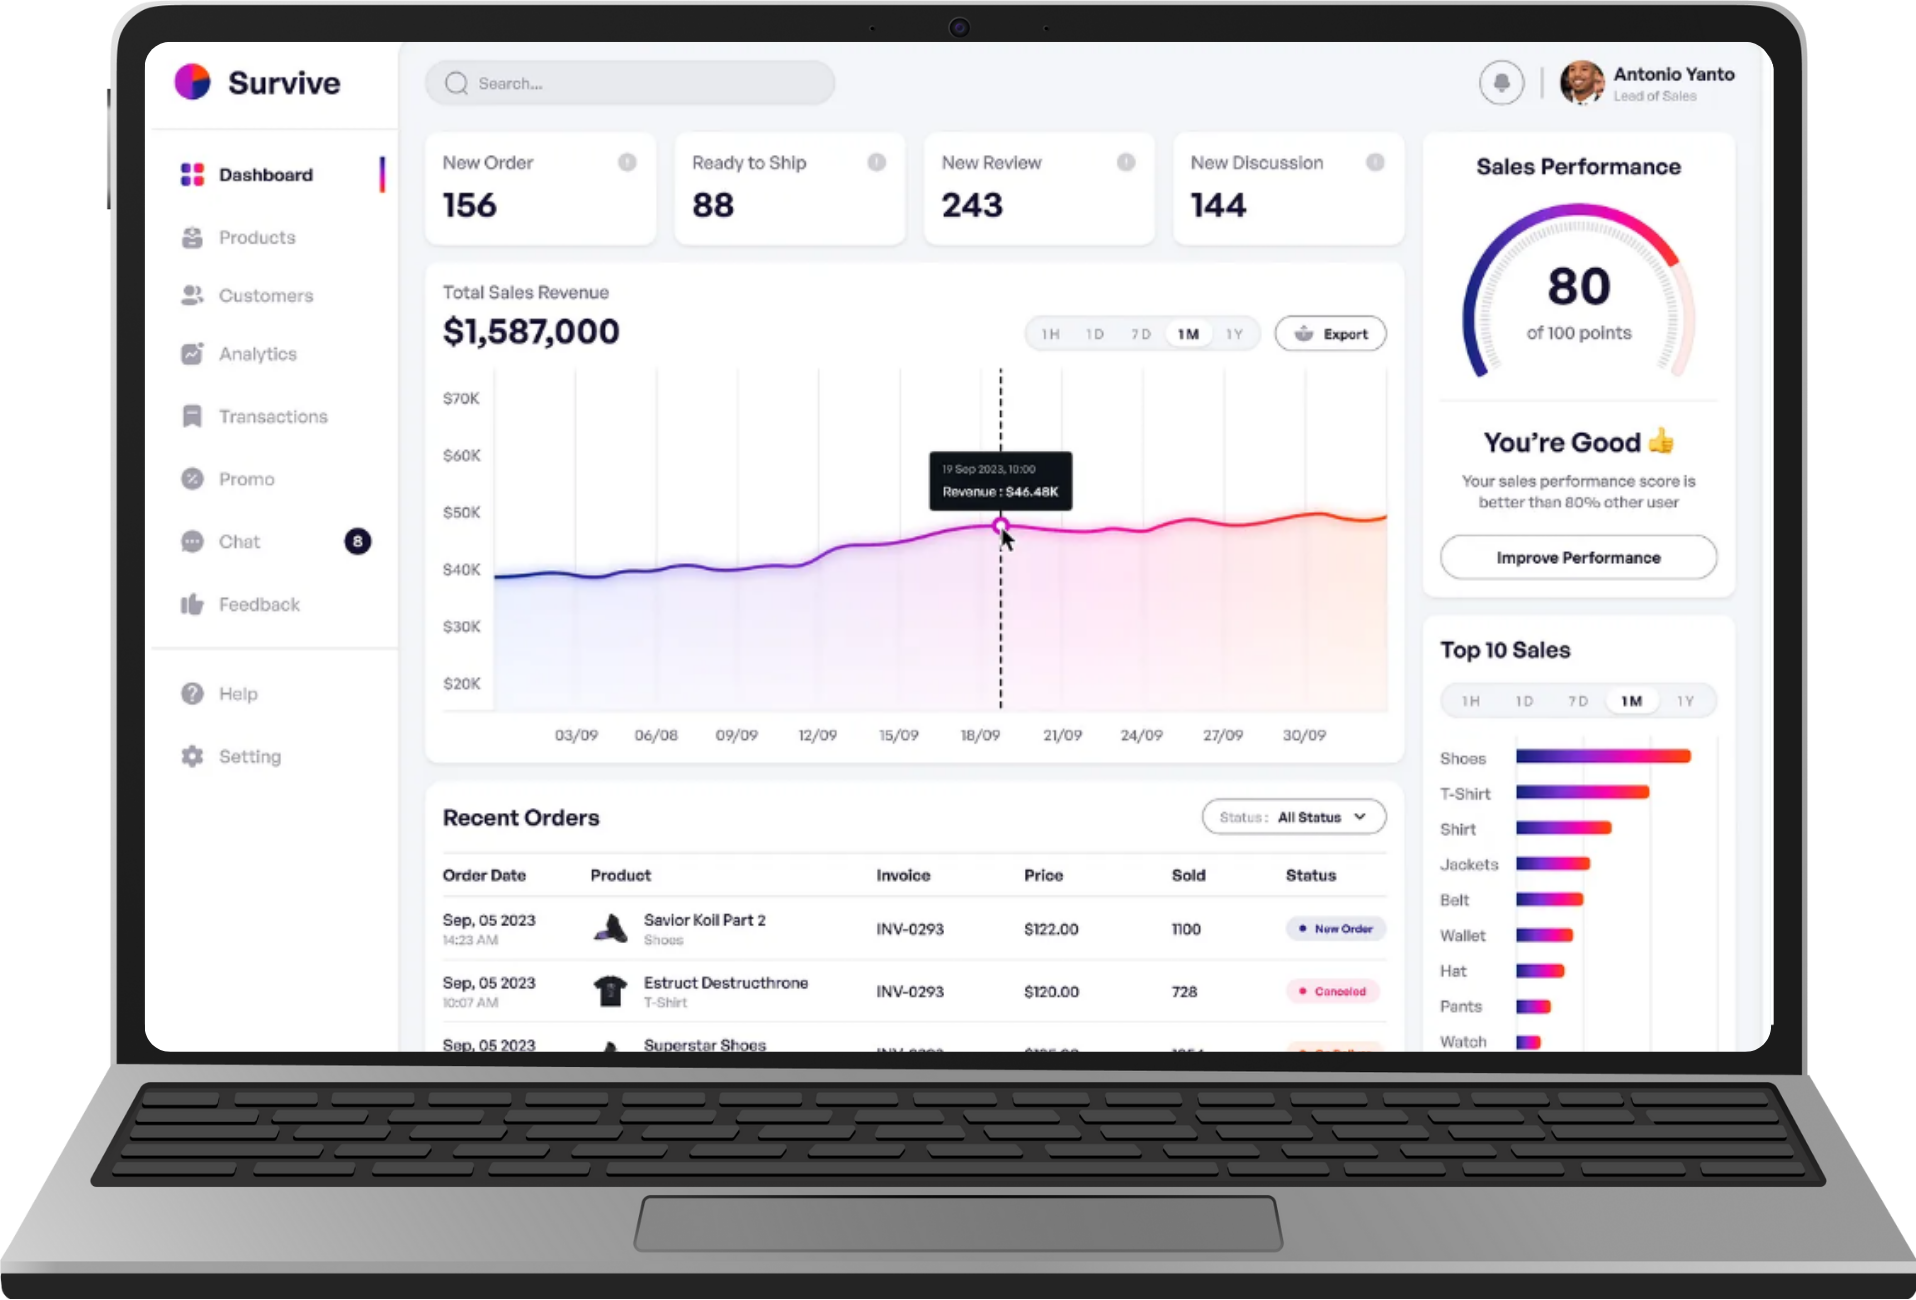 Survive
Search...
Antonio Yanto
Lead of Sales
Dashboard
Products
Customers
Analytics
Transactions
Promo
Chat
8
Feedback
Help
Setting
New Order
156
Ready to Ship
88
New Review
243
New Discussion
144
Total Sales Revenue
$1,587,000
1H 1D 7D 1M 1Y
Export
$70K
$60K
$50K
$40K
$30K
$20K
19 Sep 2023, 10:00
Revenue : $46.48K
03/09 06/08 09/09 12/09 15/09 18/09 21/09 24/09 27/09 30/09
Sales Performance
80
of 100 points
You're Good 👍
Your sales performance score is
better than 80% other user
Improve Performance
Top 10 Sales
1H 1D 7D 1M 1Y
Shoes
T-Shirt
Shirt
Jackets
Belt
Wallet
Hat
Pants
Watch
Recent Orders
Status : All Status
Order Date Product Invoice Price Sold Status
Sep, 05 2023 Savior Koil Part 2 INV-0293 $122.00 1100 New Order
14:23 AM Shoes
Sep, 05 2023 Estruct Destructhrone INV-0293 $120.00 728 Canceled
10:07 AM T-Shirt
Sep, 05 2023 Superstar Shoes